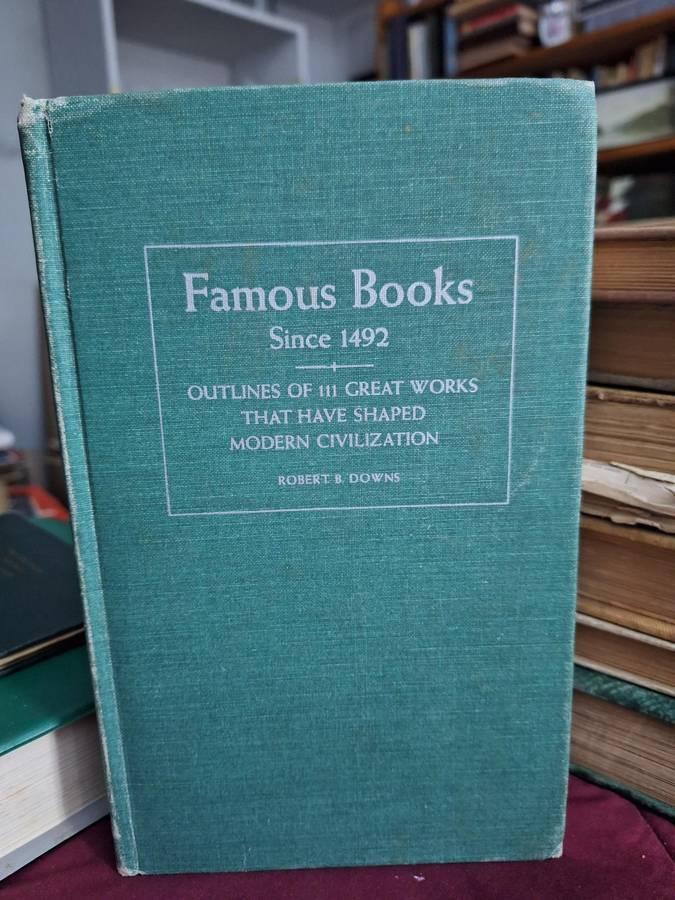 Famous Books
Since 1492
OUTLINES OF 111 GREAT WORKS
THAT HAVE SHAPED
MODERN CIVILIZATION
ROBERT B. DOWNS